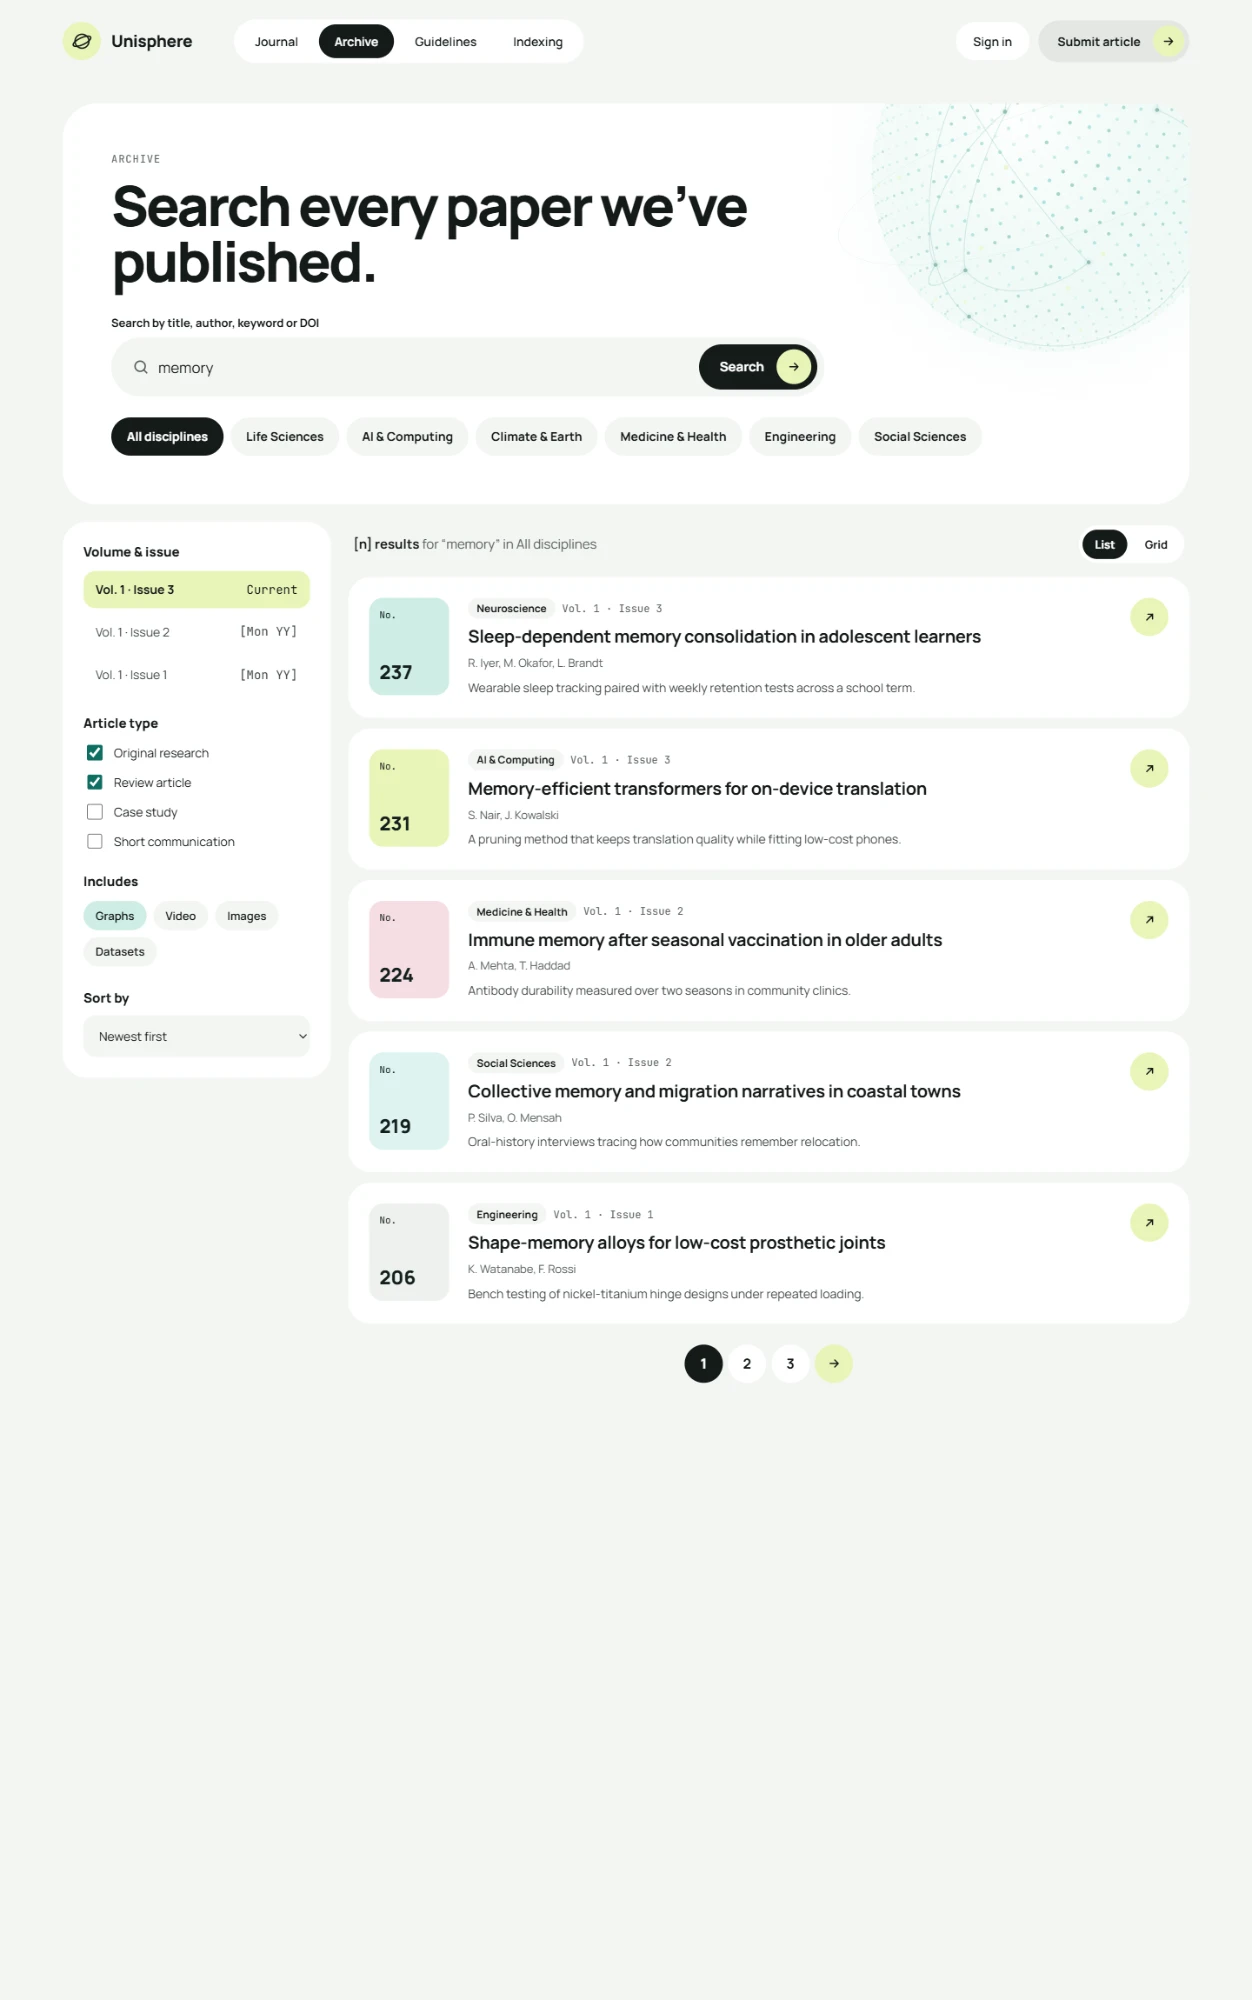 Unisphere
Journal
Archive
Guidelines
Indexing
Sign in
Submit article
ARCHIVE
Search every paper we’ve
published.
Search by title, author, keyword or DOI
memory
Search
All disciplines
Life Sciences
AI & Computing
Climate & Earth
Medicine & Health
Engineering
Social Sciences
Volume & issue
Vol. 1 · Issue 3 Current
Vol. 1 · Issue 2 [Mon YY]
Vol. 1 · Issue 1 [Mon YY]
Article type
Original research
Review article
Case study
Short communication
Includes
Graphs
Video
Images
Datasets
Sort by
Newest first
[n] results for “memory” in All disciplines
List
Grid
No.
237
Neuroscience Vol. 1 · Issue 3
Sleep-dependent memory consolidation in adolescent learners
R. Iyer, M. Okafor, L. Brandt
Wearable sleep tracking paired with weekly retention tests across a school term.
No.
231
AI & Computing Vol. 1 · Issue 3
Memory-efficient transformers for on-device translation
S. Nair, J. Kowalski
A pruning method that keeps translation quality while fitting low-cost phones.
No.
224
Medicine & Health Vol. 1 · Issue 2
Immune memory after seasonal vaccination in older adults
A. Mehta, T. Haddad
Antibody durability measured over two seasons in community clinics.
No.
219
Social Sciences Vol. 1 · Issue 2
Collective memory and migration narratives in coastal towns
P. Silva, O. Mensah
Oral-history interviews tracing how communities remember relocation.
No.
206
Engineering Vol. 1 · Issue 1
Shape-memory alloys for low-cost prosthetic joints
K. Watanabe, F. Rossi
Bench testing of nickel-titanium hinge designs under repeated loading.
1
2
3